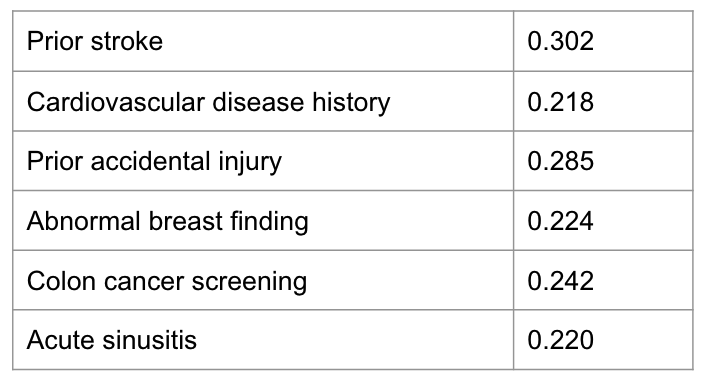 Prior stroke 0.302
Cardiovascular disease history 0.218
Prior accidental injury 0.285
Abnormal breast finding 0.224
Colon cancer screening 0.242
Acute sinusitis 0.220